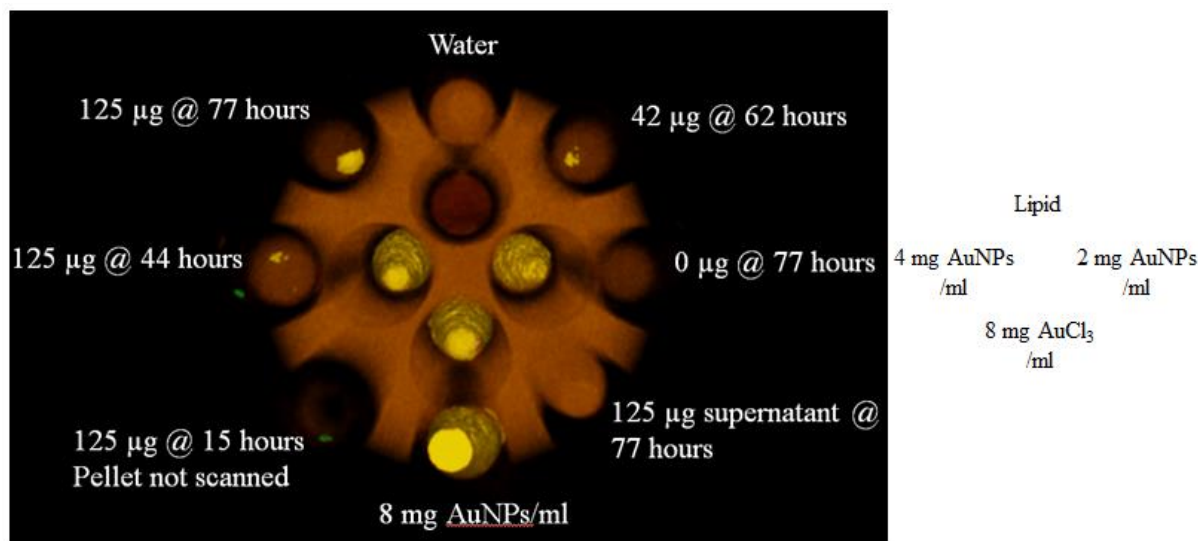 Water
125 µg @ 77 hours
42 µg @ 62 hours
125 µg @ 44 hours
0 µg @ 77 hours
125 µg @ 15 hours
Pellet not scanned
125 µg supernatant @
77 hours
8 mg AuNPs/ml
Lipid
4 mg AuNPs
/ml
2 mg AuNPs
/ml
8 mg AuCl₃
/ml